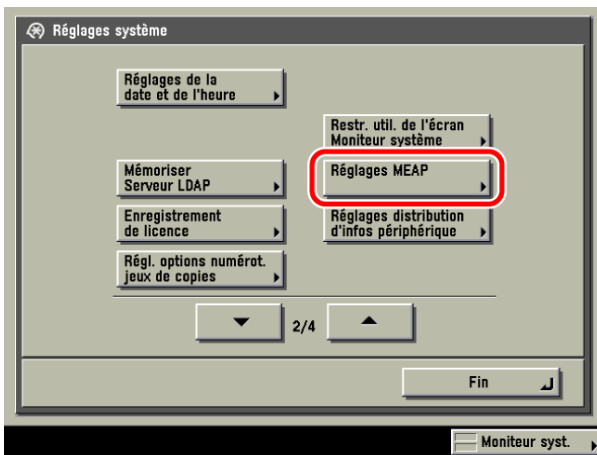 Réglages système
Réglages de la
date et de l'heure
Restr. util. de l'écran
Moniteur système
Mémoriser
Serveur LDAP
Réglages MEAP
Enregistrement
de licence
Réglages distribution
d'infos périphérique
Régl. options numérot.
jeux de copies
2/4
Fin
Moniteur syst.